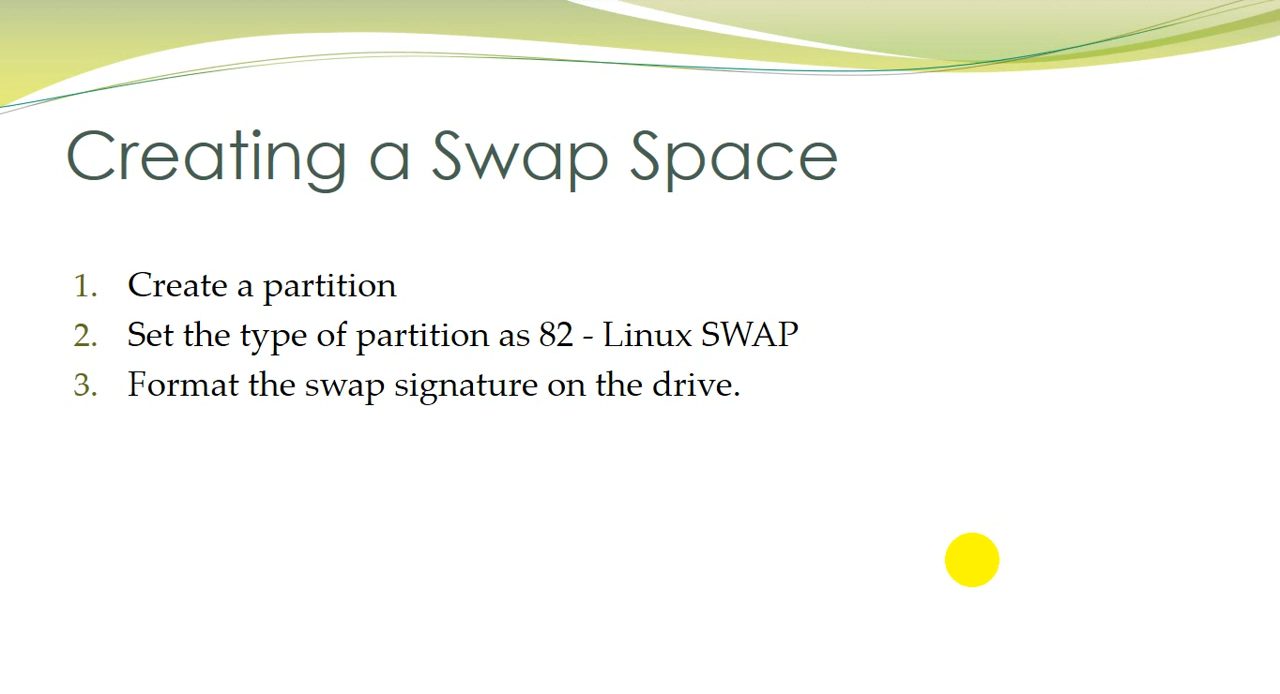 Creating a Swap Space
1. Create a partition
2. Set the type of partition as 82 - Linux SWAP
3. Format the swap signature on the drive.